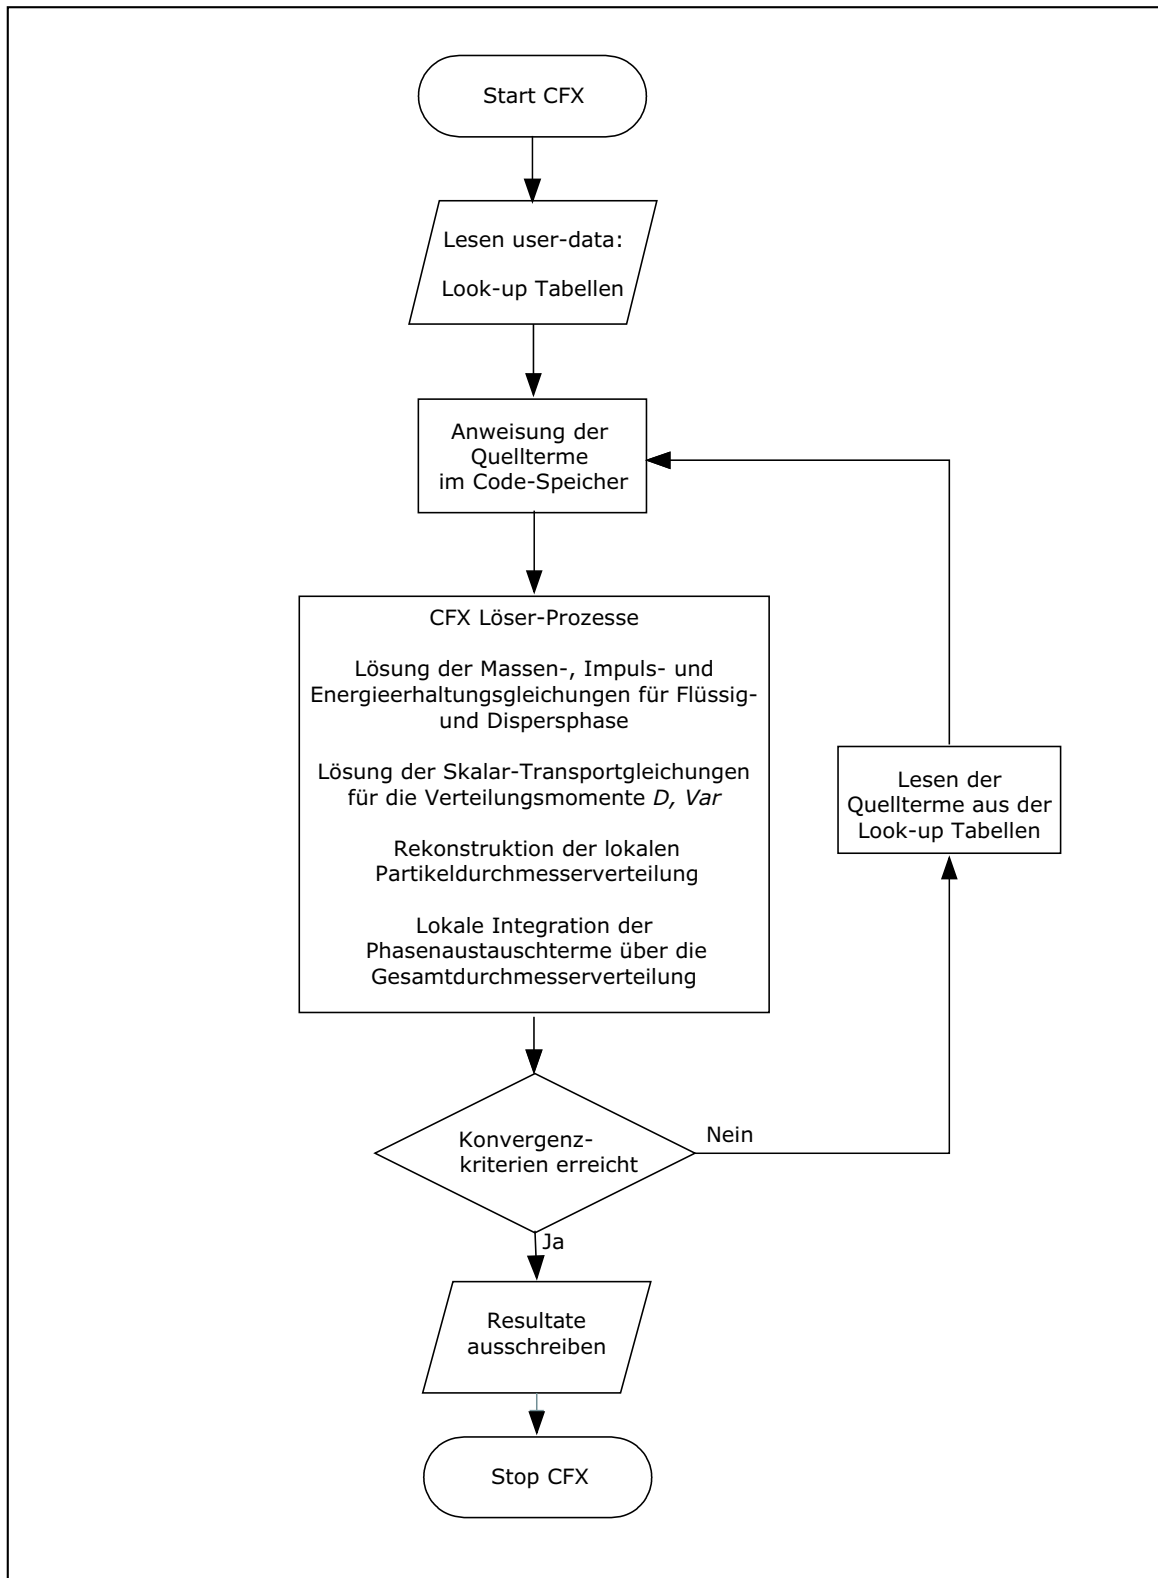 Start CFX
Lesen user-data:
Look-up Tabellen
Anweisung der
Quellterme
im Code-Speicher
CFX Löser-Prozesse
Lösung der Massen-, Impuls- und
Energieerhaltungsgleichungen für Flüssig-
und Dispersphase
Lösung der Skalar-Transportgleichungen
für die Verteilungsmomente D, Var
Rekonstruktion der lokalen
Partikeldurchmesserverteilung
Lokale Integration der
Phasenaustauschterme über die
Gesamtdurchmesserverteilung
Lesen der
Quellterme aus der
Look-up Tabellen
Konvergenz-
kriterien erreicht
Nein
Ja
Resultate
ausschreiben
Stop CFX